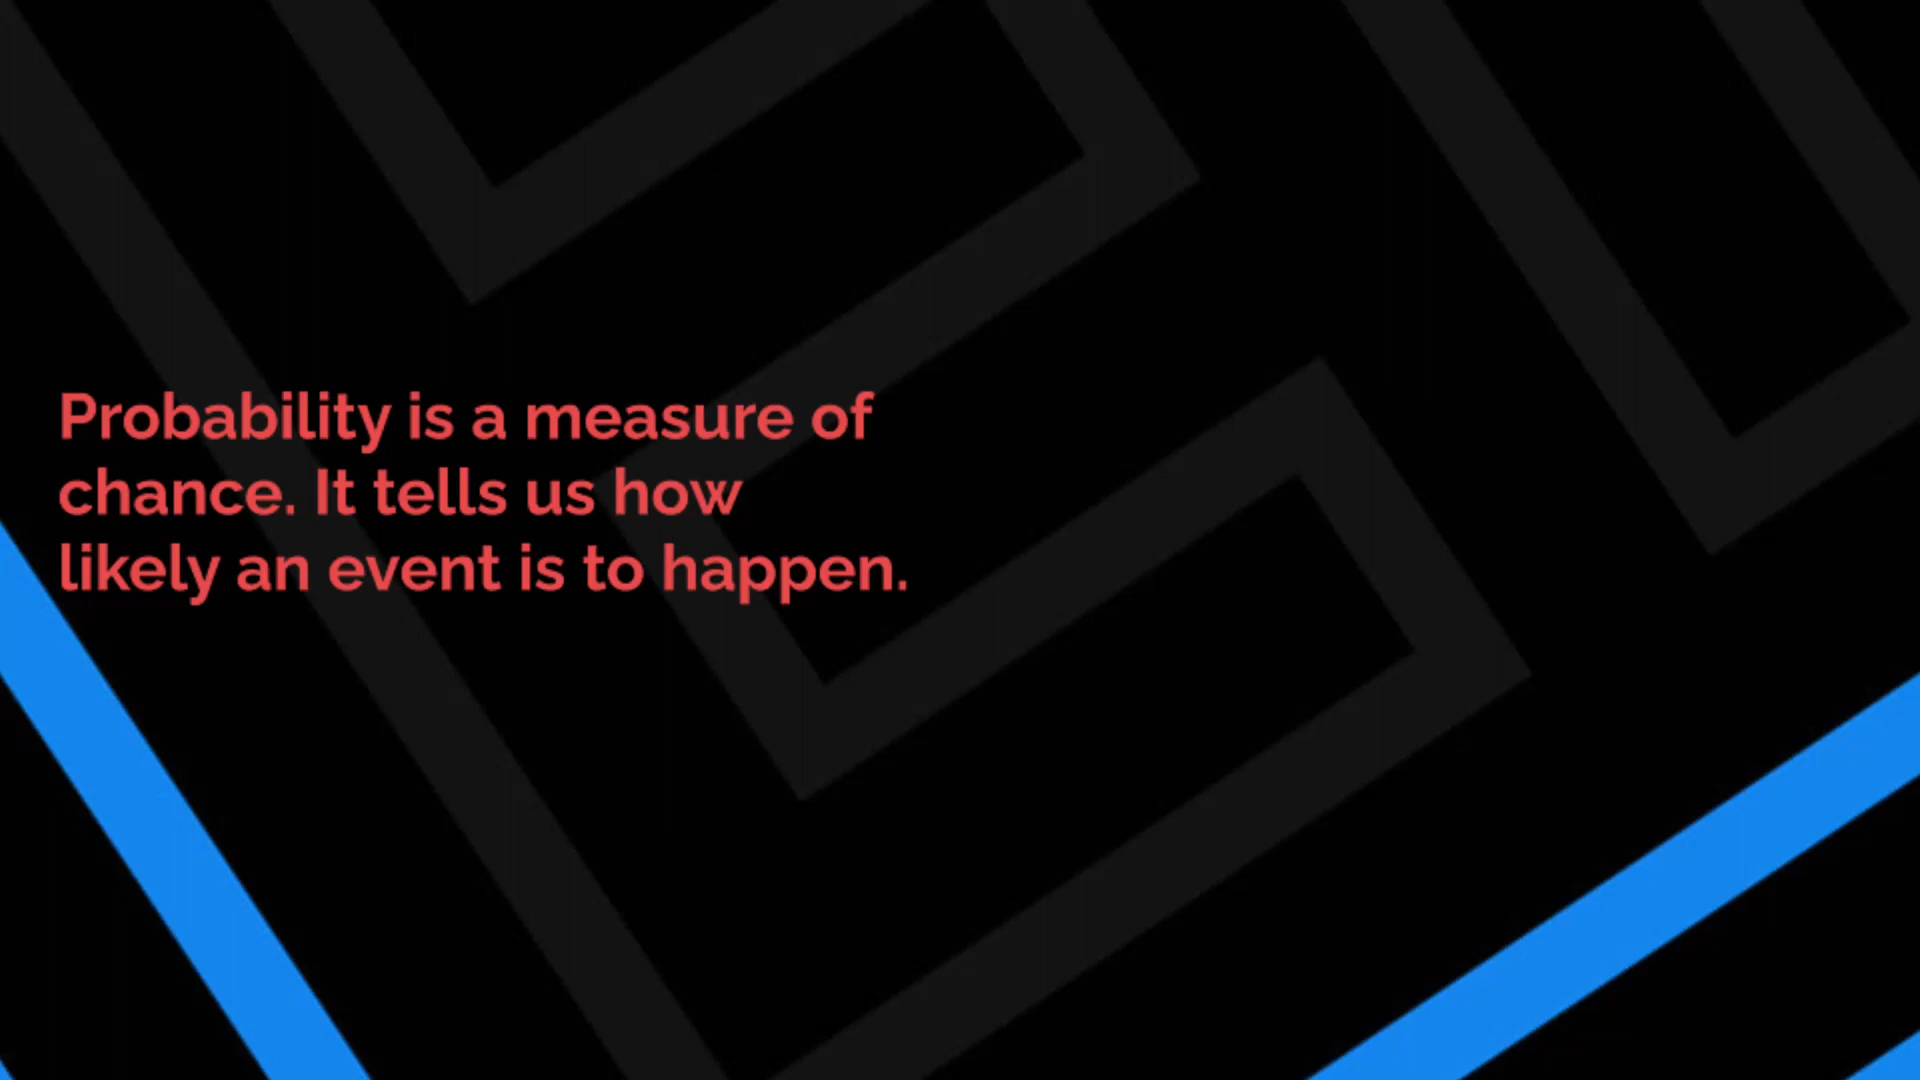 Probability is a measure of
chance. It tells us how
likely an event is to happen.